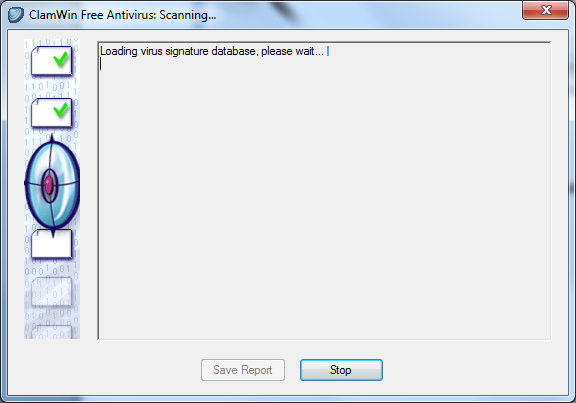 ClamWin Free Antivirus: Scanning...
Loading virus signature database, please wait... |
Save Report
Stop